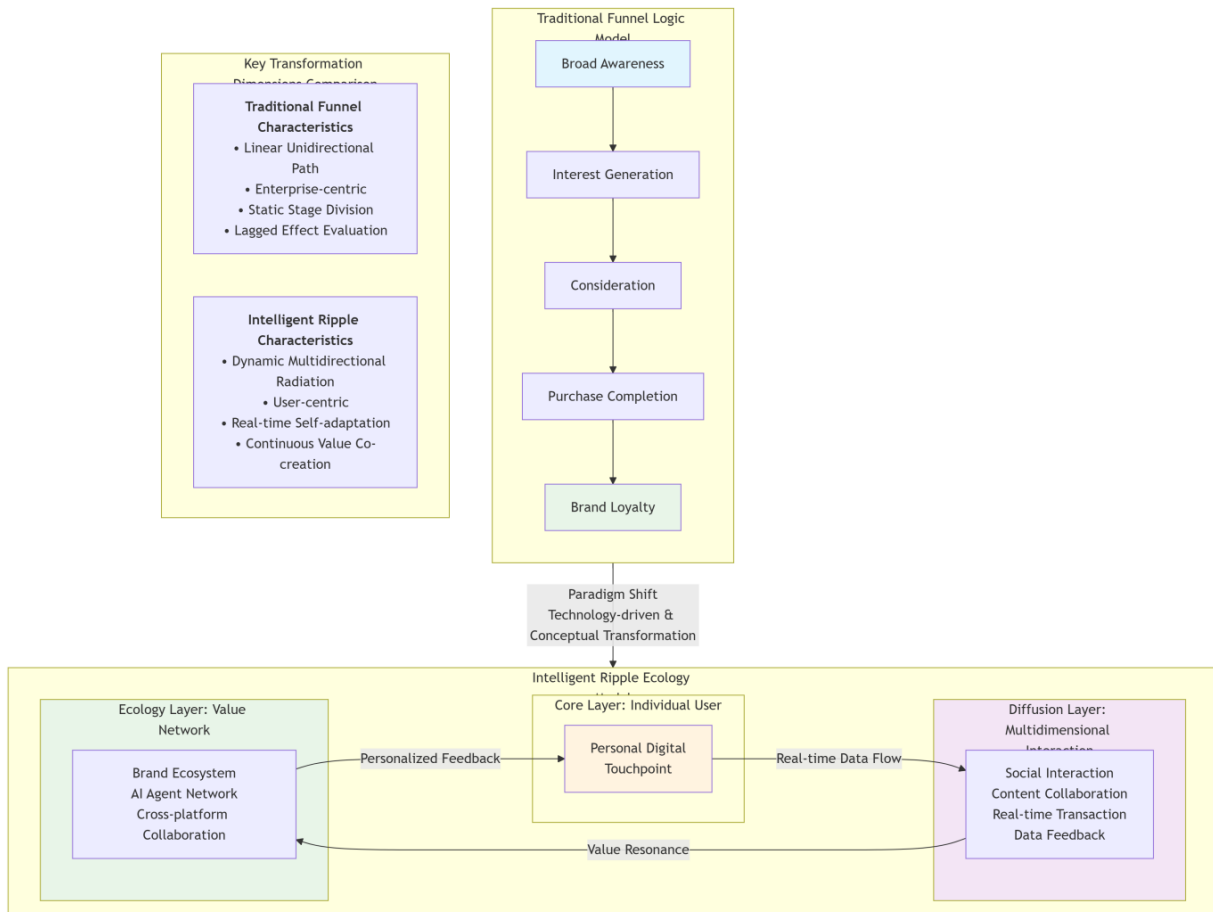 Traditional Funnel Logic
Model
Broad Awareness
Interest Generation
Consideration
Purchase Completion
Brand Loyalty
Key Transformation
Dimensions Comparison
Traditional Funnel
Characteristics
• Linear Unidirectional
Path
• Enterprise-centric
• Static Stage Division
• Lagged Effect Evaluation
Intelligent Ripple
Characteristics
• Dynamic Multidirectional
Radiation
• User-centric
• Real-time Self-adaptation
• Continuous Value Co-
creation
Paradigm Shift
Technology-driven &
Conceptual Transformation
Intelligent Ripple Ecology
Ecology Layer: Value
Network
Brand Ecosystem
AI Agent Network
Cross-platform
Collaboration
Personalized Feedback
Core Layer: Individual User
Personal Digital
Touchpoint
Real-time Data Flow
Diffusion Layer:
Multidimensional
Interaction
Social Interaction
Content Collaboration
Real-time Transaction
Data Feedback
Value Resonance